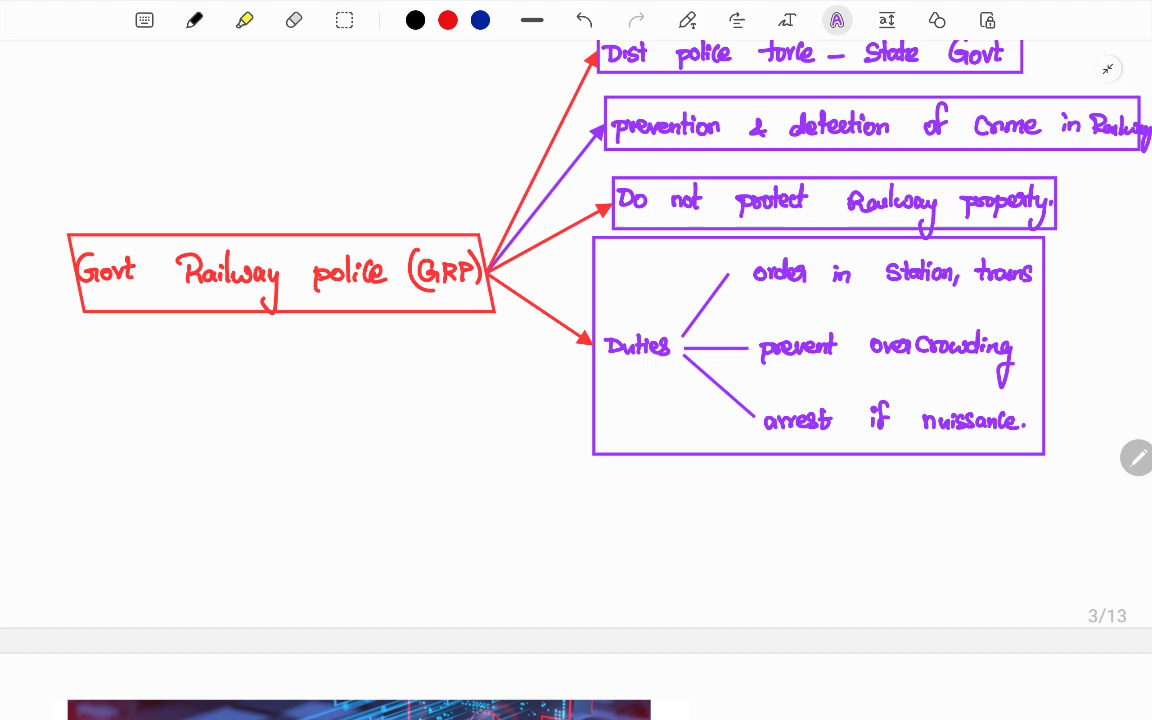 Dist police force - State Govt
prevention & detection of Crime in Railway
Do not protect Railway property.
Govt Railway police (GRP)
order in station, trans
Duties
prevent overcrowding
arrest if nuissance.
3/13